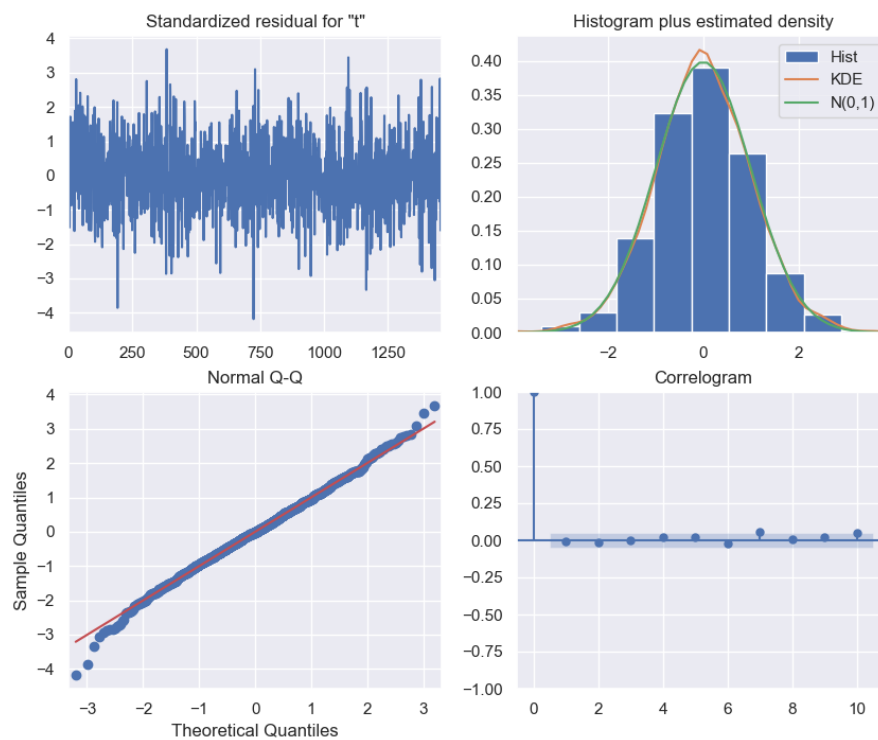 Standardized residual for "t"
4
3
2
1
0
−1
−2
−3
−4
0 250 500 750 1000 1250
Histogram plus estimated density
Hist
KDE
N(0,1)
0.40
0.35
0.30
0.25
0.20
0.15
0.10
0.05
0.00
−2 0 2
Normal Q-Q
Sample Quantiles
4
3
2
1
0
−1
−2
−3
−4
−3 −2 −1 0 1 2 3
Theoretical Quantiles
Correlogram
1.00
0.75
0.50
0.25
0.00
−0.25
−0.50
−0.75
−1.00
0 2 4 6 8 10